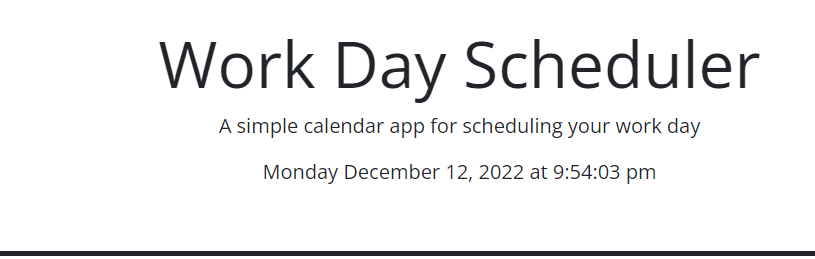 Work Day Scheduler
A simple calendar app for scheduling your work day
Monday December 12, 2022 at 9:54:03 pm